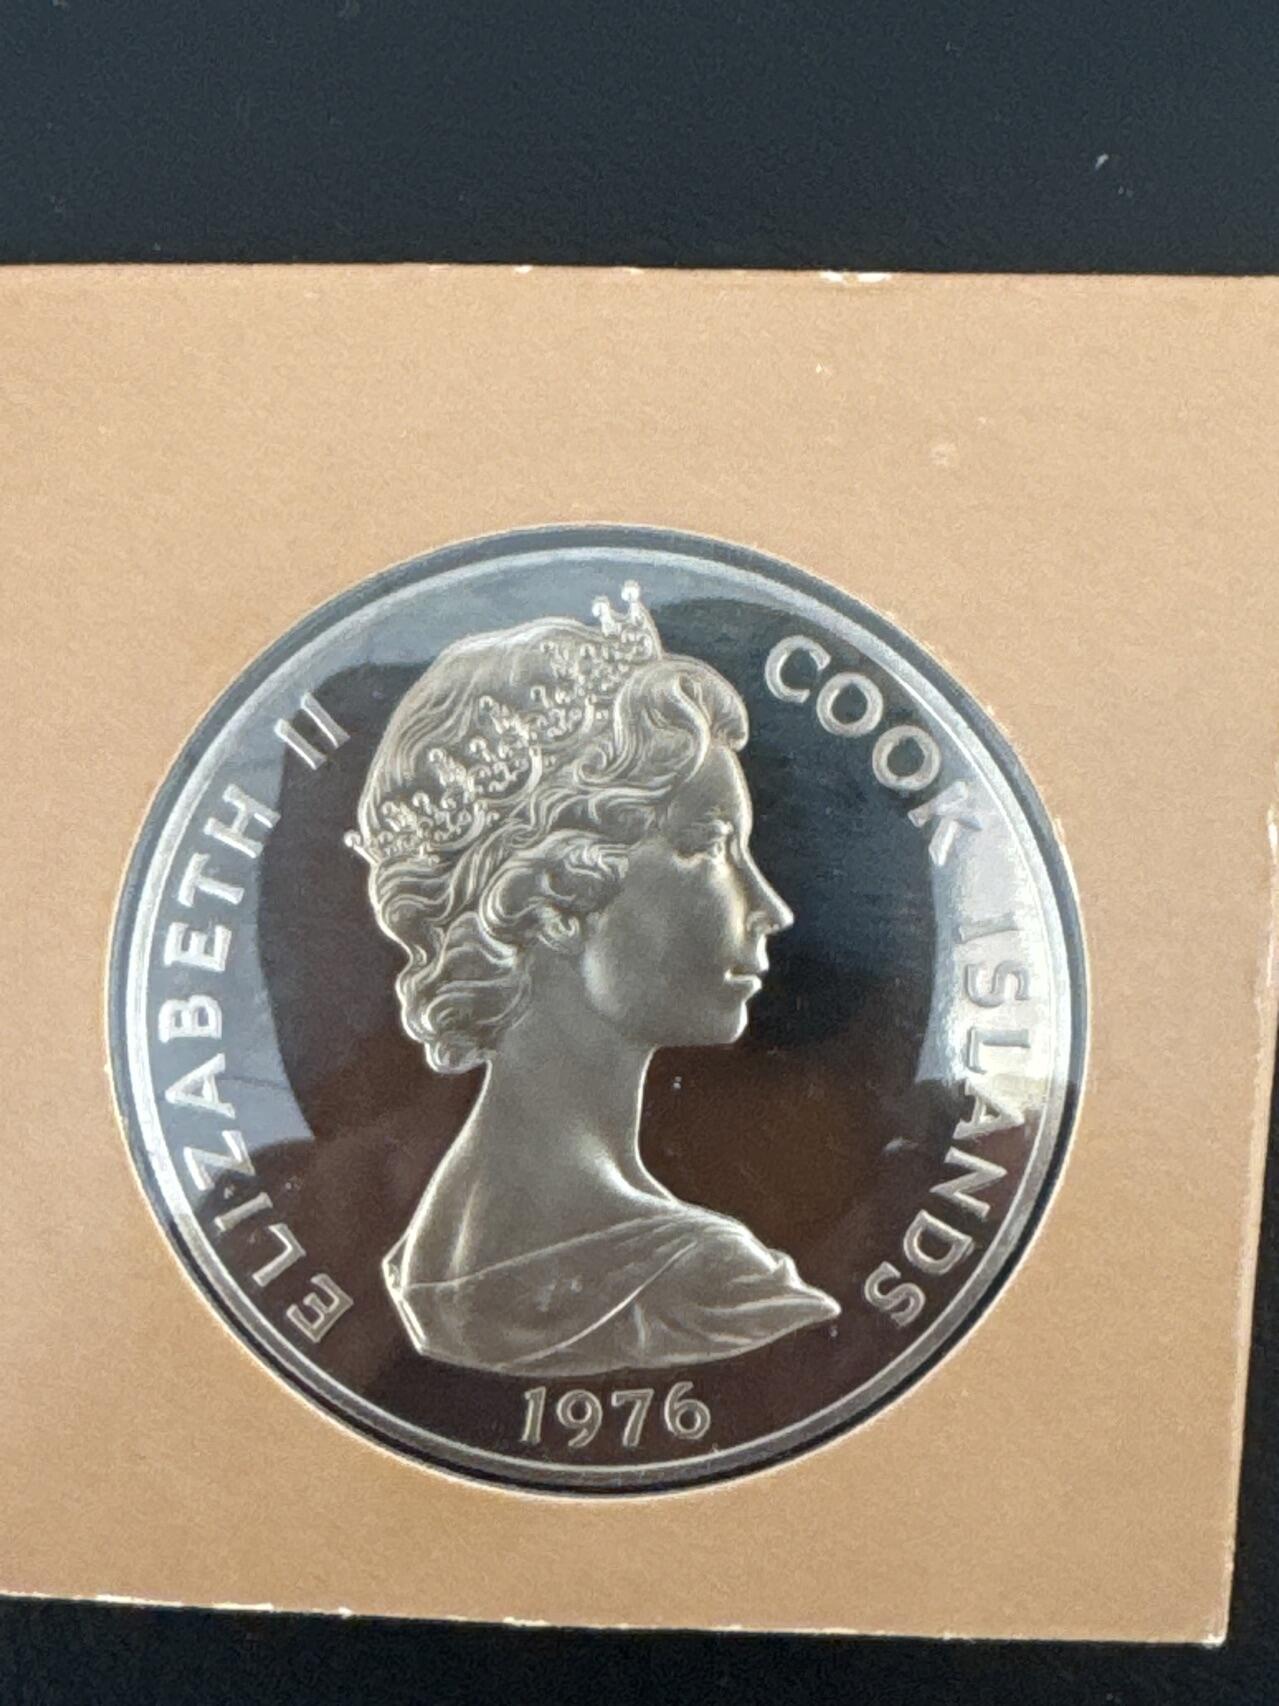 ELIZABETH II
COOK ISLANDS
1976